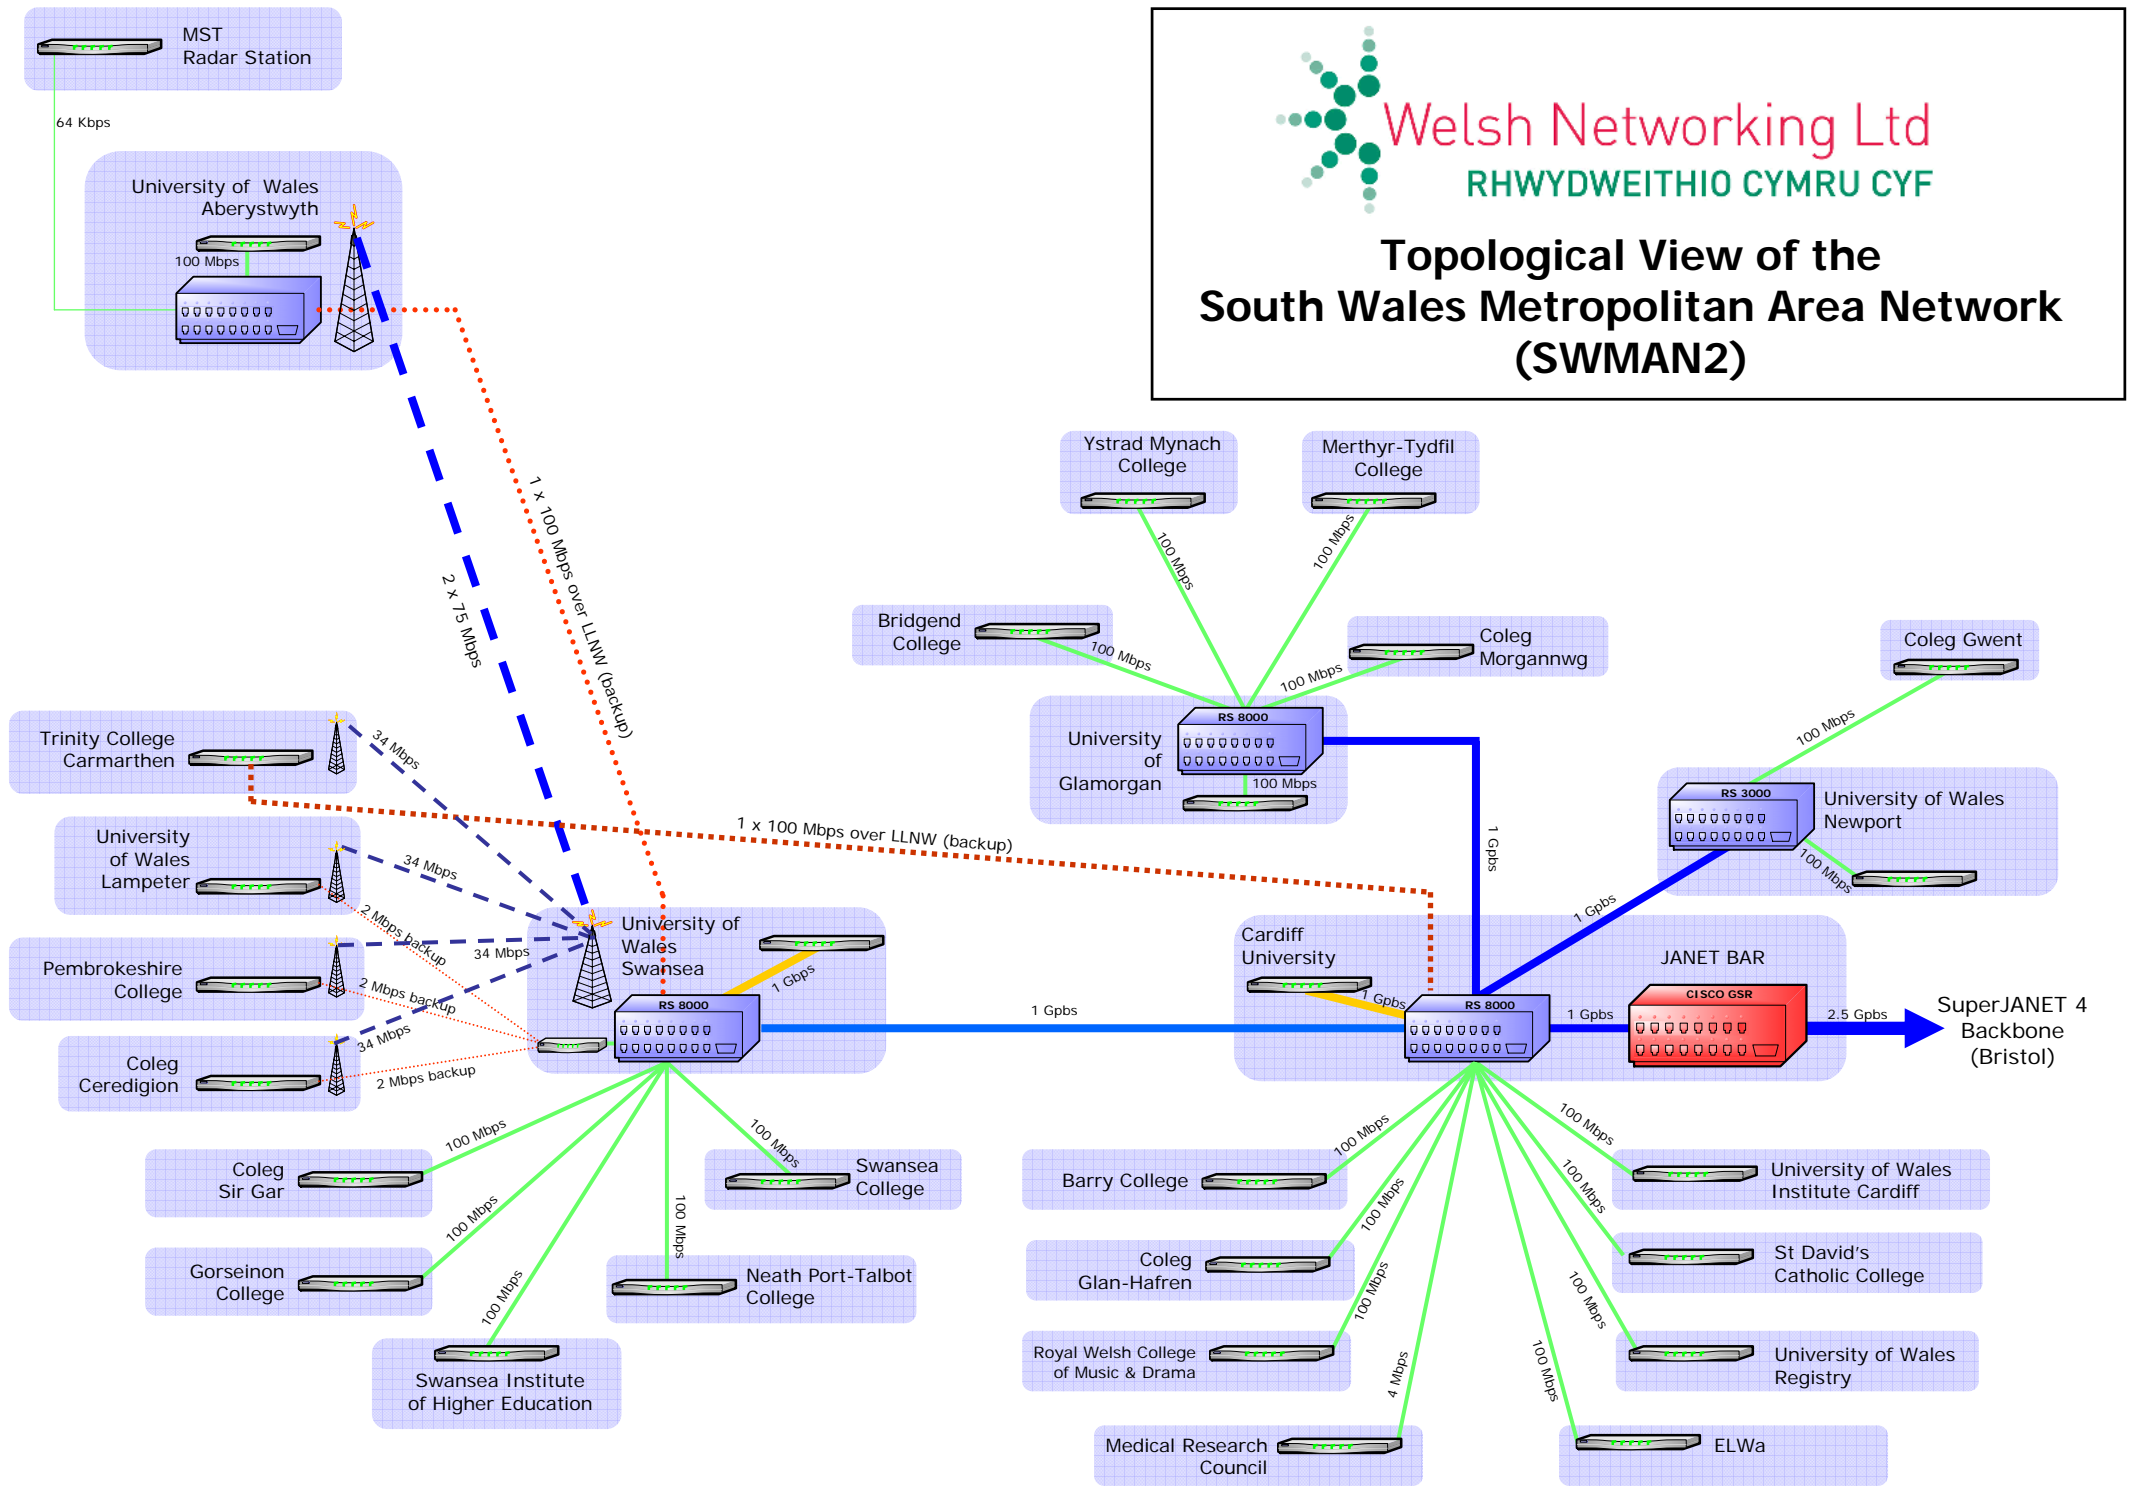 MST
Radar Station
64 Kbps
University of  Wales
Aberystwyth
100 Mbps
Welsh Networking Ltd
RHWYDWEITHIO CYMRU CYF
Topological View of the
South Wales Metropolitan Area Network
(SWMAN2)
1 x 100 Mbps over LLNW (backup)
2 x 75 Mbps
Ystrad Mynach
College
Merthyr-Tydfil
College
100 Mbps
100 Mbps
Bridgend
College
100 Mbps
Coleg
Morgannwg
100 Mbps
Coleg Gwent
100 Mbps
RS 8000
University
of
Glamorgan
100 Mbps
1 Gpbs
RS 3000
University of Wales
Newport
100 Mbps
1 Gpbs
Trinity College
Carmarthen
34 Mbps
1 x 100 Mbps over LLNW (backup)
University
of Wales
Lampeter
34 Mbps
2 Mbps backup
Pembrokeshire
College
34 Mbps
2 Mbps backup
Coleg
Ceredigion
34 Mbps
2 Mbps backup
University of
Wales
Swansea
1 Gbps
RS 8000
1 Gpbs
Cardiff
University
1 Gpbs
RS 8000
JANET BAR
CISCO GSR
1 Gpbs
2.5 Gpbs
SuperJANET 4
Backbone
(Bristol)
Coleg
Sir Gar
100 Mbps
Gorseinon
College
100 Mbps
Swansea Institute
of Higher Education
100 Mbps
Neath Port-Talbot
College
100 Mbps
Swansea
College
100 Mbps
Barry College
100 Mbps
Coleg
Glan-Hafren
100 Mbps
Royal Welsh College
of Music & Drama
100 Mbps
Medical Research
Council
4 Mbps
ELWa
100 Mbps
University of Wales
Registry
100 Mbps
St David's
Catholic College
100 Mbps
University of Wales
Institute Cardiff
100 Mbps